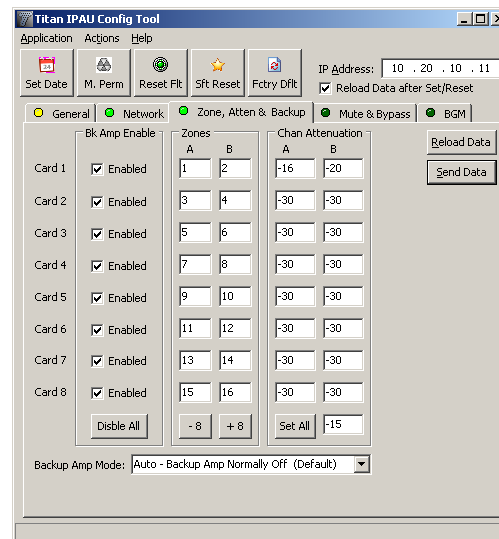 Titan IPAU Config Tool
Application Actions Help
Set Date M. Perm Reset Flt Sft Reset Fctry Dflt
IP Address: 10 . 20 . 10 . 11
Reload Data after Set/Reset
General Network Zone, Atten & Backup Mute & Bypass BGM
Bk Amp Enable Zones Chan Attenuation
A B A B
Reload Data
Send Data
Card 1 Enabled 1 2 -16 -20
Card 2 Enabled 3 4 -30 -30
Card 3 Enabled 5 6 -30 -30
Card 4 Enabled 7 8 -30 -30
Card 5 Enabled 9 10 -30 -30
Card 6 Enabled 11 12 -30 -30
Card 7 Enabled 13 14 -30 -30
Card 8 Enabled 15 16 -30 -30
Disble All - 8 + 8 Set All -15
Backup Amp Mode: Auto - Backup Amp Normally Off (Default)